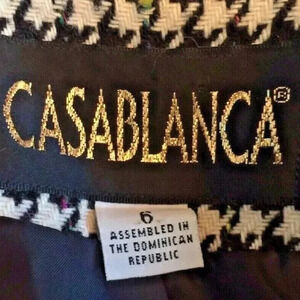 CASABLANCA®
6
ASSEMBLED IN
THE DOMINICAN
REPUBLIC